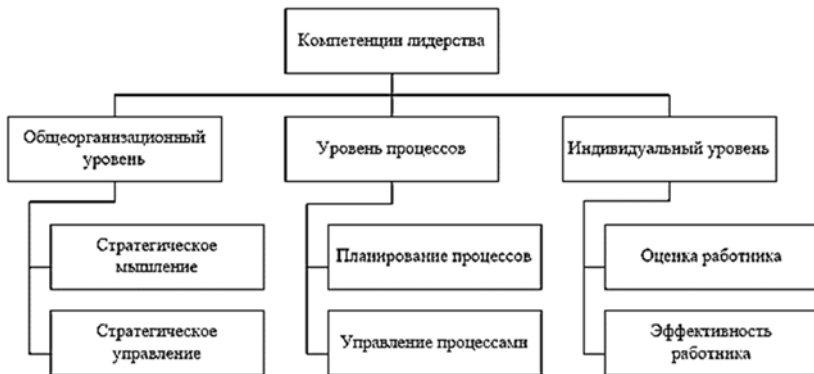 Компетенции лидерства
Общеорганизационный
уровень
Уровень процессов
Индивидуальный уровень
Стратегическое
мышление
Планирование процессов
Оценка работника
Стратегическое
управление
Управление процессами
Эффективность
работника